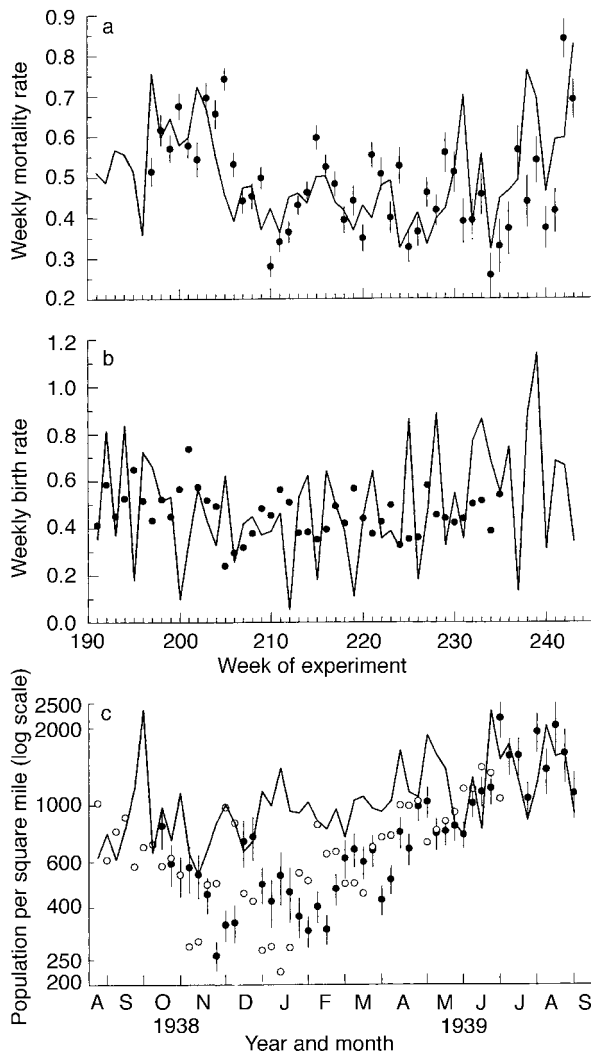 a
Weekly mortality rate
0.9
0.8
0.7
0.6
0.5
0.4
0.3
0.2
b
Weekly birth rate
1.2
1.0
0.8
0.6
0.4
0.2
0.0
190 200 210 220 230 240
Week of experiment
c
Population per square mile (log scale)
2500
2000
1000
600
400
250
200
A S O N D J F M A M J J A S
1938 1939
Year and month